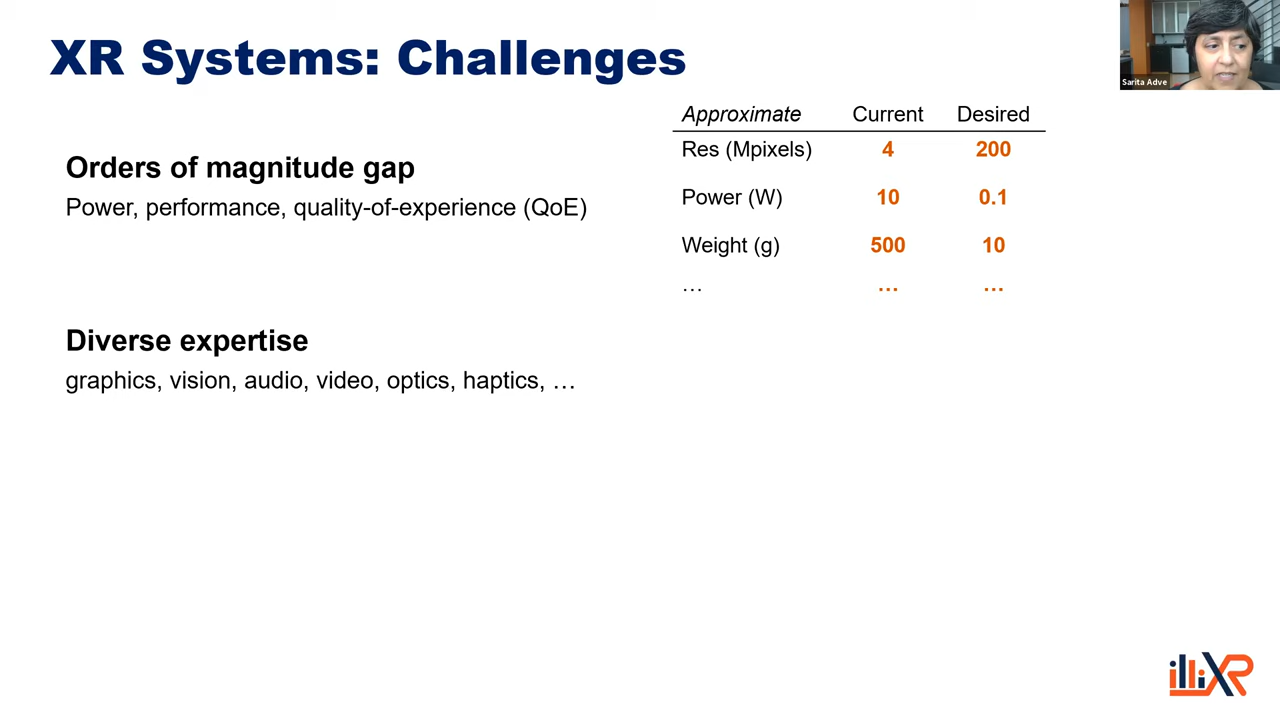 XR Systems: Challenges
Sarita Adve
Approximate Current Desired
Res (Mpixels) 4 200
Power (W) 10 0.1
Weight (g) 500 10
… … …
Orders of magnitude gap
Power, performance, quality-of-experience (QoE)
Diverse expertise
graphics, vision, audio, video, optics, haptics, …
illiXR